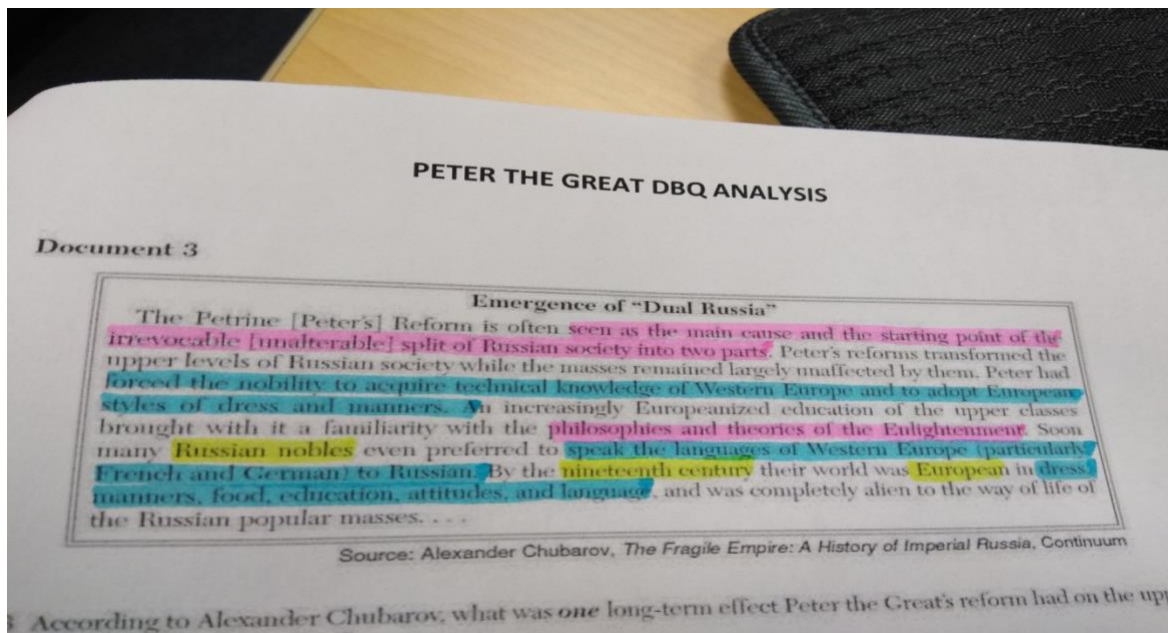 PETER THE GREAT DBQ ANALYSIS
Document 3
Emergence of "Dual Russia"
The Petrine [Peter's] Reform is often seen as the main cause and the starting point of the
irrevocable [unalterable] split of Russian society into two parts. Peter's reforms transformed the
upper levels of Russian society while the masses remained largely unaffected by them. Peter had
forced the nobility to acquire technical knowledge of Western Europe and to adopt European
styles of dress and manners. An increasingly Europeanized education of the upper classes
brought with it a familiarity with the philosophies and theories of the Enlightenment. Soon
many Russian nobles even preferred to speak the languages of Western Europe (particularly
French and German) to Russian. By the nineteenth century their world was European in dress,
manners, food, education, attitudes, and language, and was completely alien to the way of life of
the Russian popular masses. . . .
Source: Alexander Chubarov, The Fragile Empire: A History of Imperial Russia, Continuum
According to Alexander Chubarov, what was one long-term effect Peter the Great's reform had on the